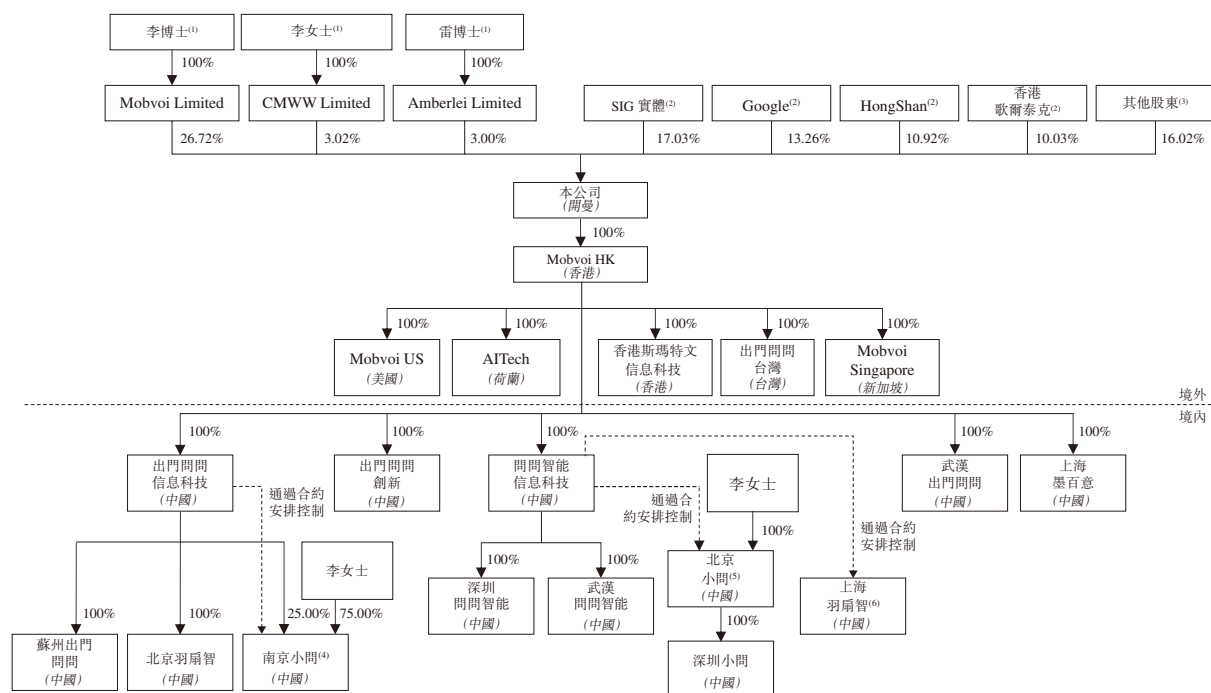 李博士(1)
李女士(1)
雷博士(1)
100%
100%
100%
Mobvoi Limited
CMWW Limited
Amberlei Limited
SIG 實體(2)
Google(2)
HongShan(2)
香港
歌爾泰克(2)
其他股東(3)
26.72%
3.02%
3.00%
17.03%
13.26%
10.92%
10.03%
16.02%
本公司
(開曼)
100%
Mobvoi HK
(香港)
100%
100%
100%
100%
100%
Mobvoi US
(美國)
AITech
(荷蘭)
香港斯瑪特文
信息科技
(香港)
出門問問
台灣
(台灣)
Mobvoi
Singapore
(新加坡)
境外
境內
100%
100%
100%
100%
100%
出門問問
信息科技
(中國)
出門問問
創新
(中國)
問問智能
信息科技
(中國)
李女士
武漢
出門問問
(中國)
上海
墨百意
(中國)
通過合約
安排控制
通過合
約安排控制
通過合約
安排控制
100%
李女士
100%
100%
北京
小問(5)
(中國)
深圳
問問智能
(中國)
武漢
問問智能
(中國)
上海
羽扇智(6)
(中國)
100%
100%
25.00%
75.00%
100%
蘇州出門
問問
(中國)
北京羽扇智
(中國)
南京小問(4)
(中國)
深圳小問
(中國)